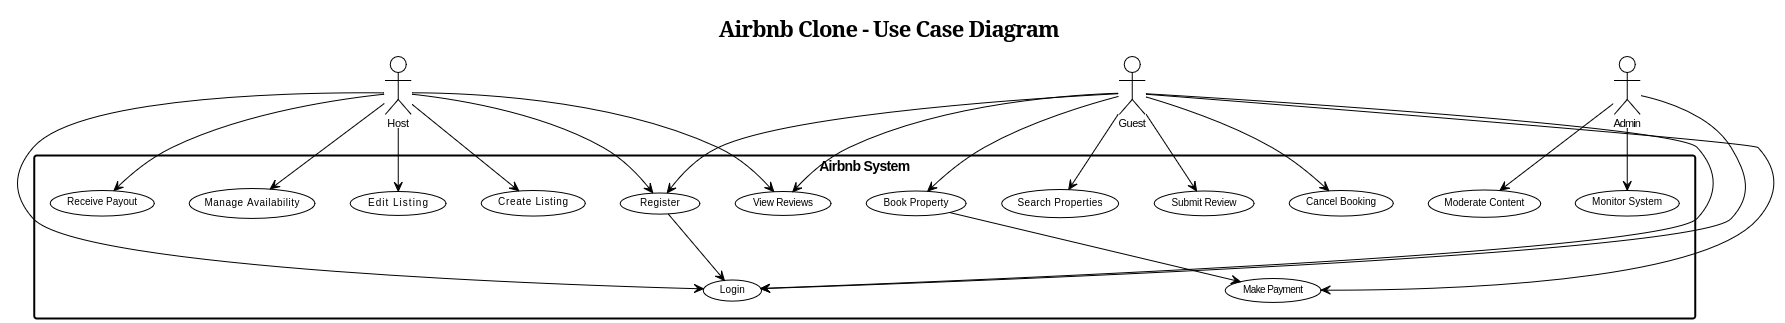 Airbnb Clone - Use Case Diagram
Host
Guest
Admin
Airbnb System
Receive Payout
Manage Availability
Edit Listing
Create Listing
Register
View Reviews
Book Property
Search Properties
Submit Review
Cancel Booking
Moderate Content
Monitor System
Login
Make Payment